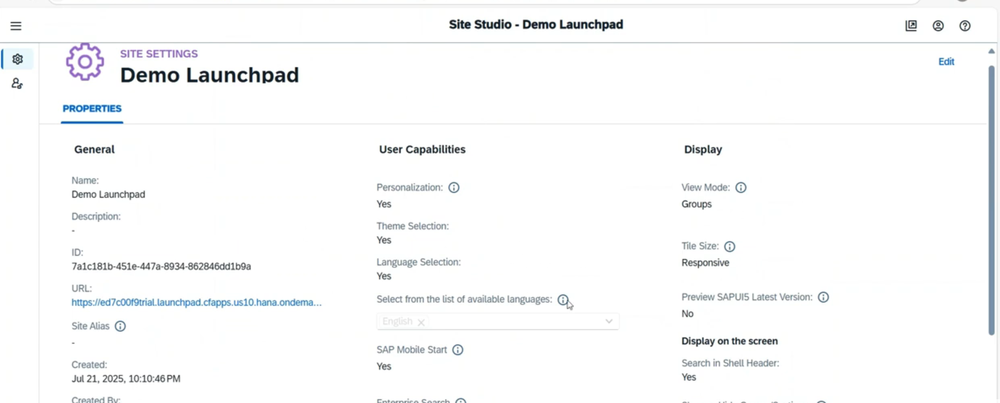 Site Studio - Demo Launchpad
SITE SETTINGS
Demo Launchpad
Edit
PROPERTIES
General
Name:
Demo Launchpad
Description:
-
ID:
7a1c181b-451e-447a-8934-862846dd1b9a
URL:
https://ed7c00f9trial.launchpad.cfapps.us10.hana.ondema...
Site Alias
-
Created:
Jul 21, 2025, 10:10:46 PM
Created By:
User Capabilities
Personalization:
Yes
Theme Selection:
Yes
Language Selection:
Yes
Select from the list of available languages:
English
SAP Mobile Start
Yes
Enterprise Search
Display
View Mode:
Groups
Tile Size:
Responsive
Preview SAPUI5 Latest Version:
No
Display on the screen
Search in Shell Header:
Yes